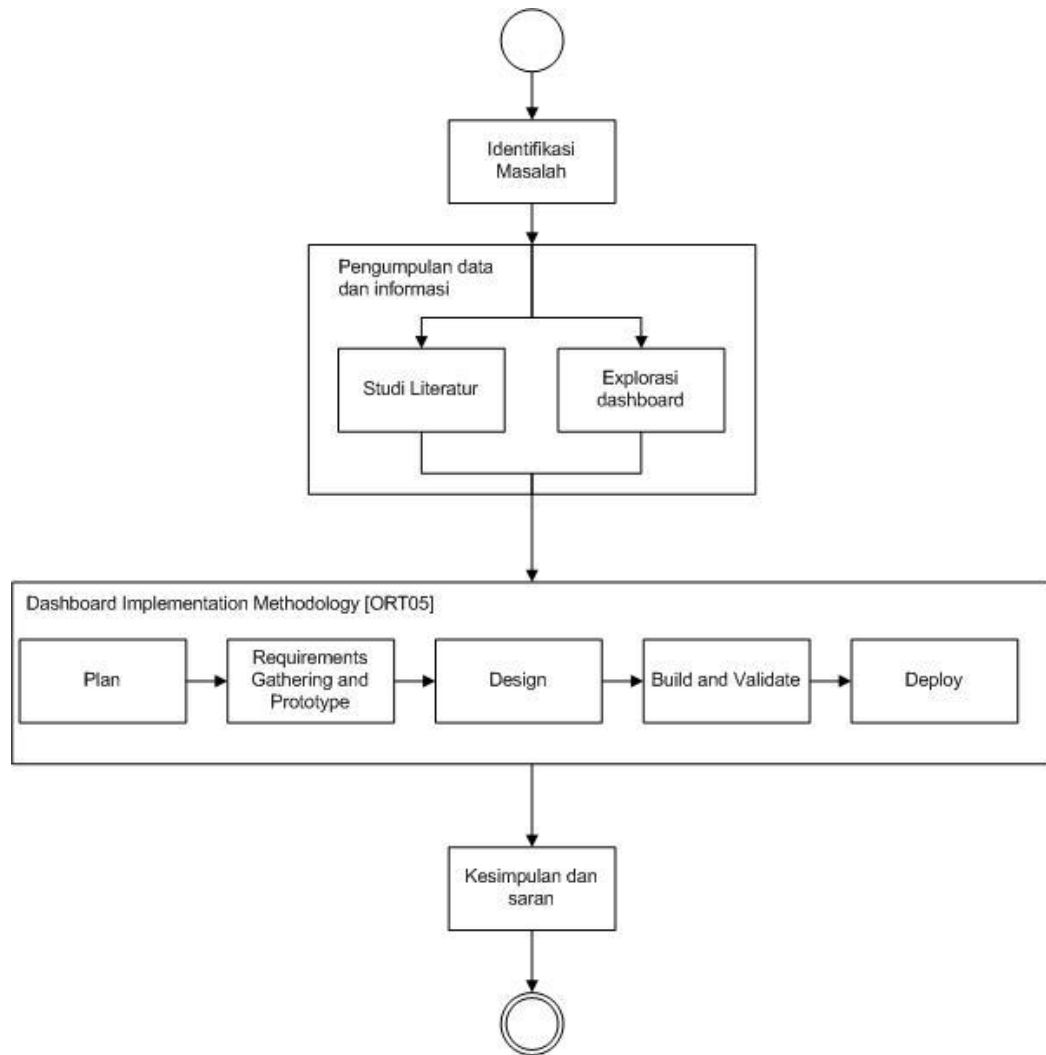 Identifikasi
Masalah
Pengumpulan data
dan informasi
Studi Literatur
Explorasi
dashboard
Dashboard Implementation Methodology [ORT05]
Plan
Requirements
Gathering and
Prototype
Design
Build and Validate
Deploy
Kesimpulan dan
saran